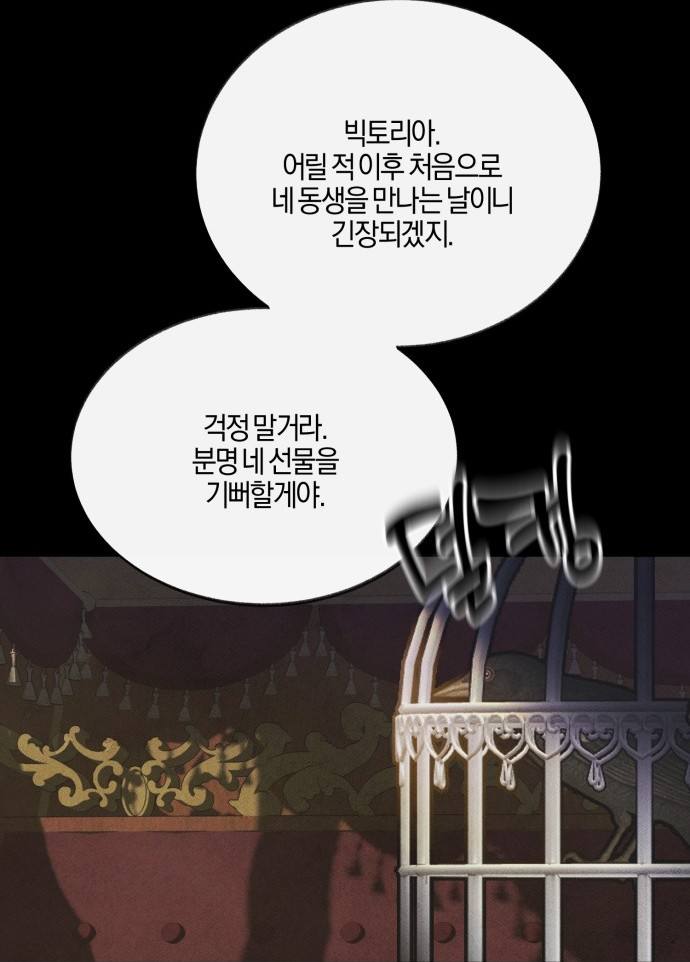 빅토리아.
어릴 적 이후 처음으로
네 동생을 만나는 날이니
긴장되겠지.
걱정 말거라.
분명 네 선물을
기뻐할게야.
덜컹